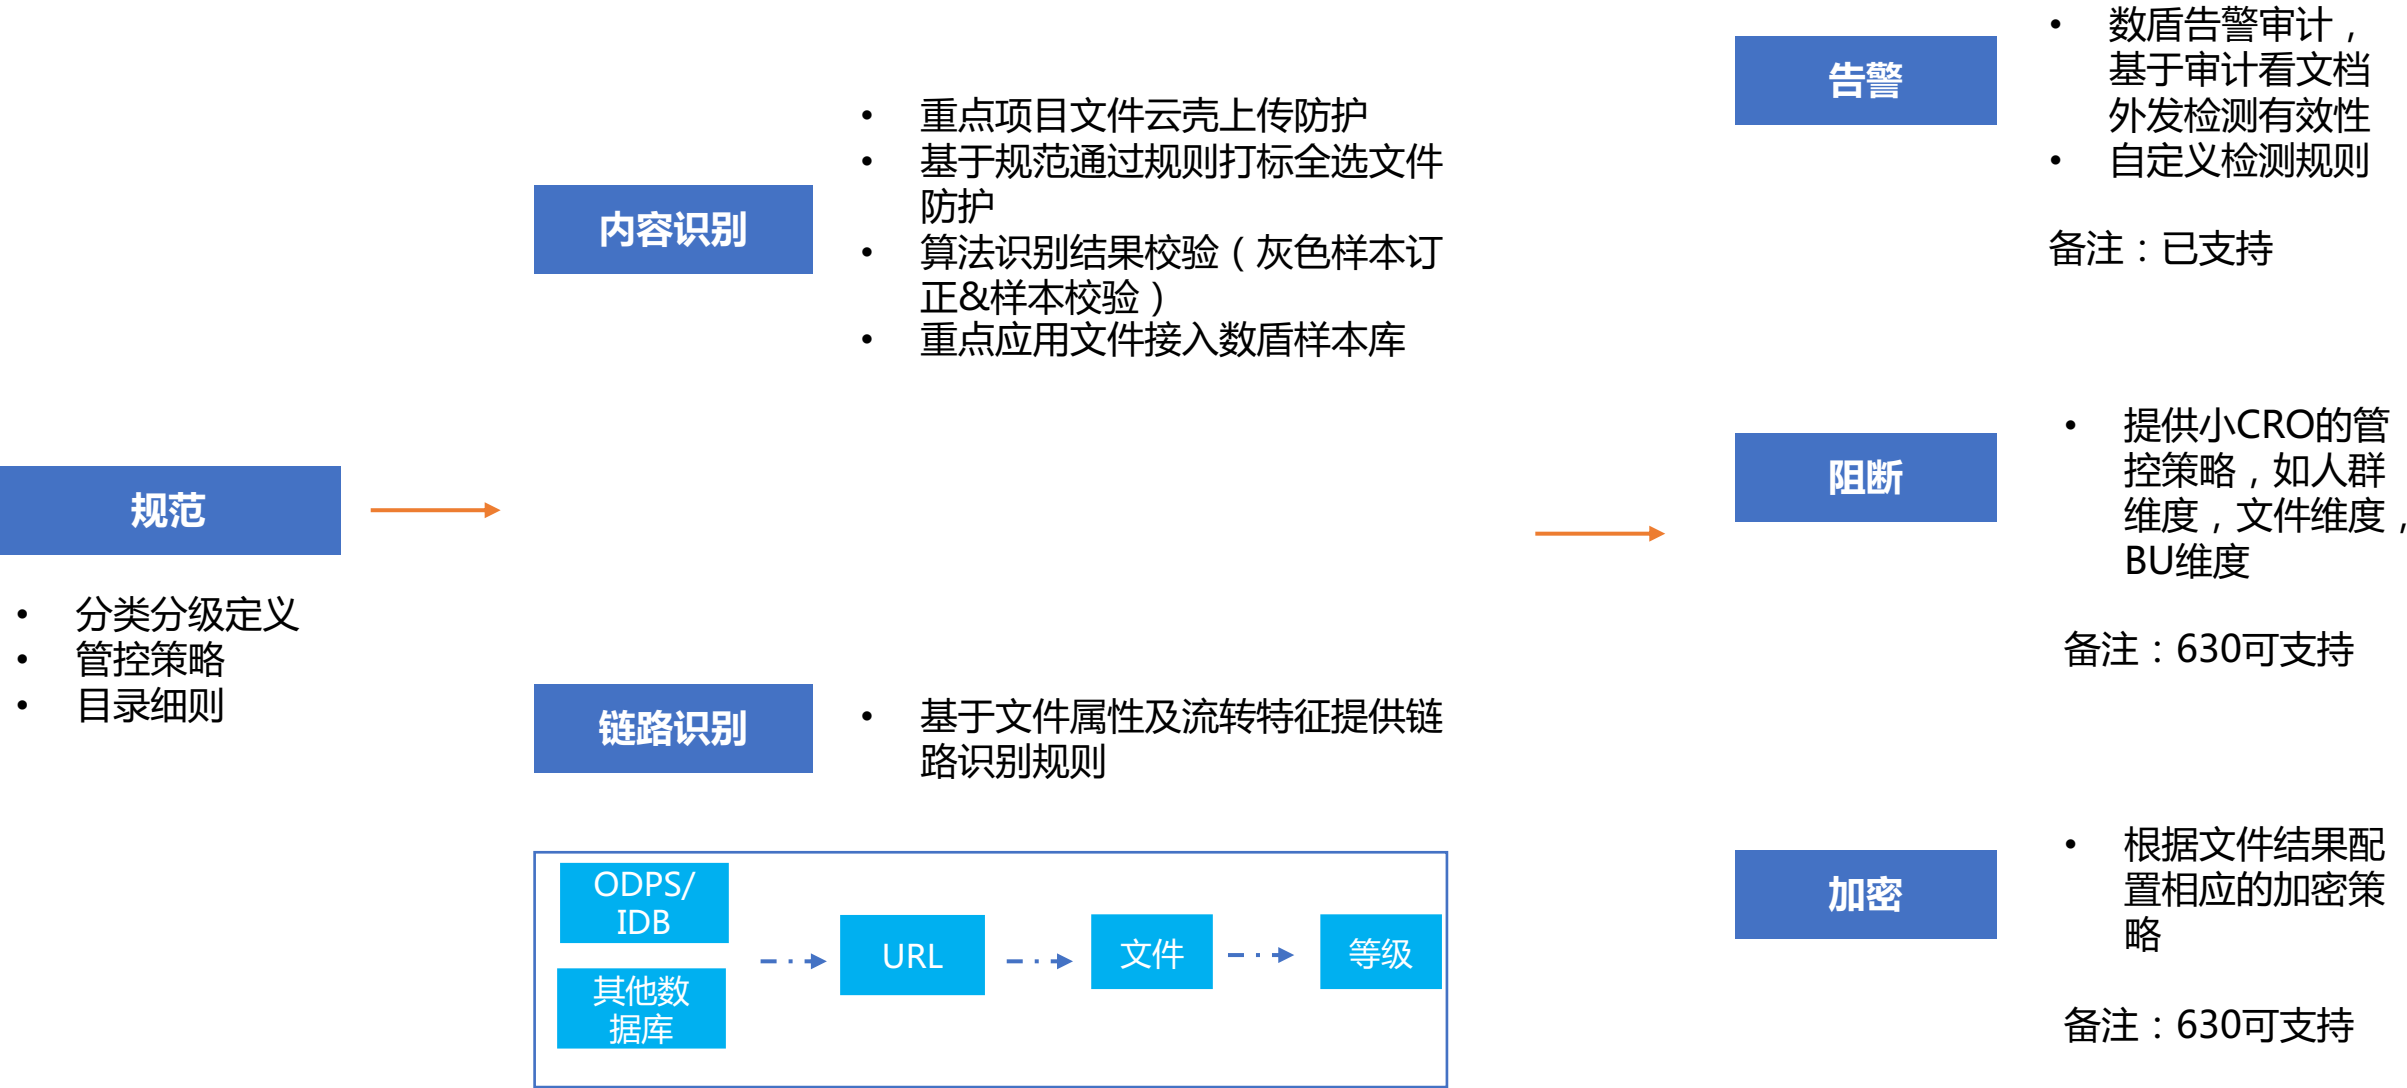 规范
• 分类分级定义
• 管控策略
• 目录细则
内容识别
• 重点项目文件云壳上传防护
• 基于规范通过规则打标全选文件
防护
• 算法识别结果校验（灰色样本订
正&样本校验）
• 重点应用文件接入数盾样本库
链路识别
• 基于文件属性及流转特征提供链
路识别规则
ODPS/
IDB
其他数
据库
URL
文件
等级
告警
• 数盾告警审计，
基于审计看文档
外发检测有效性
• 自定义检测规则
备注：已支持
阻断
• 提供小CRO的管
控策略，如人群
维度，文件维度，
BU维度
备注：630可支持
加密
• 根据文件结果配
置相应的加密策
略
备注：630可支持